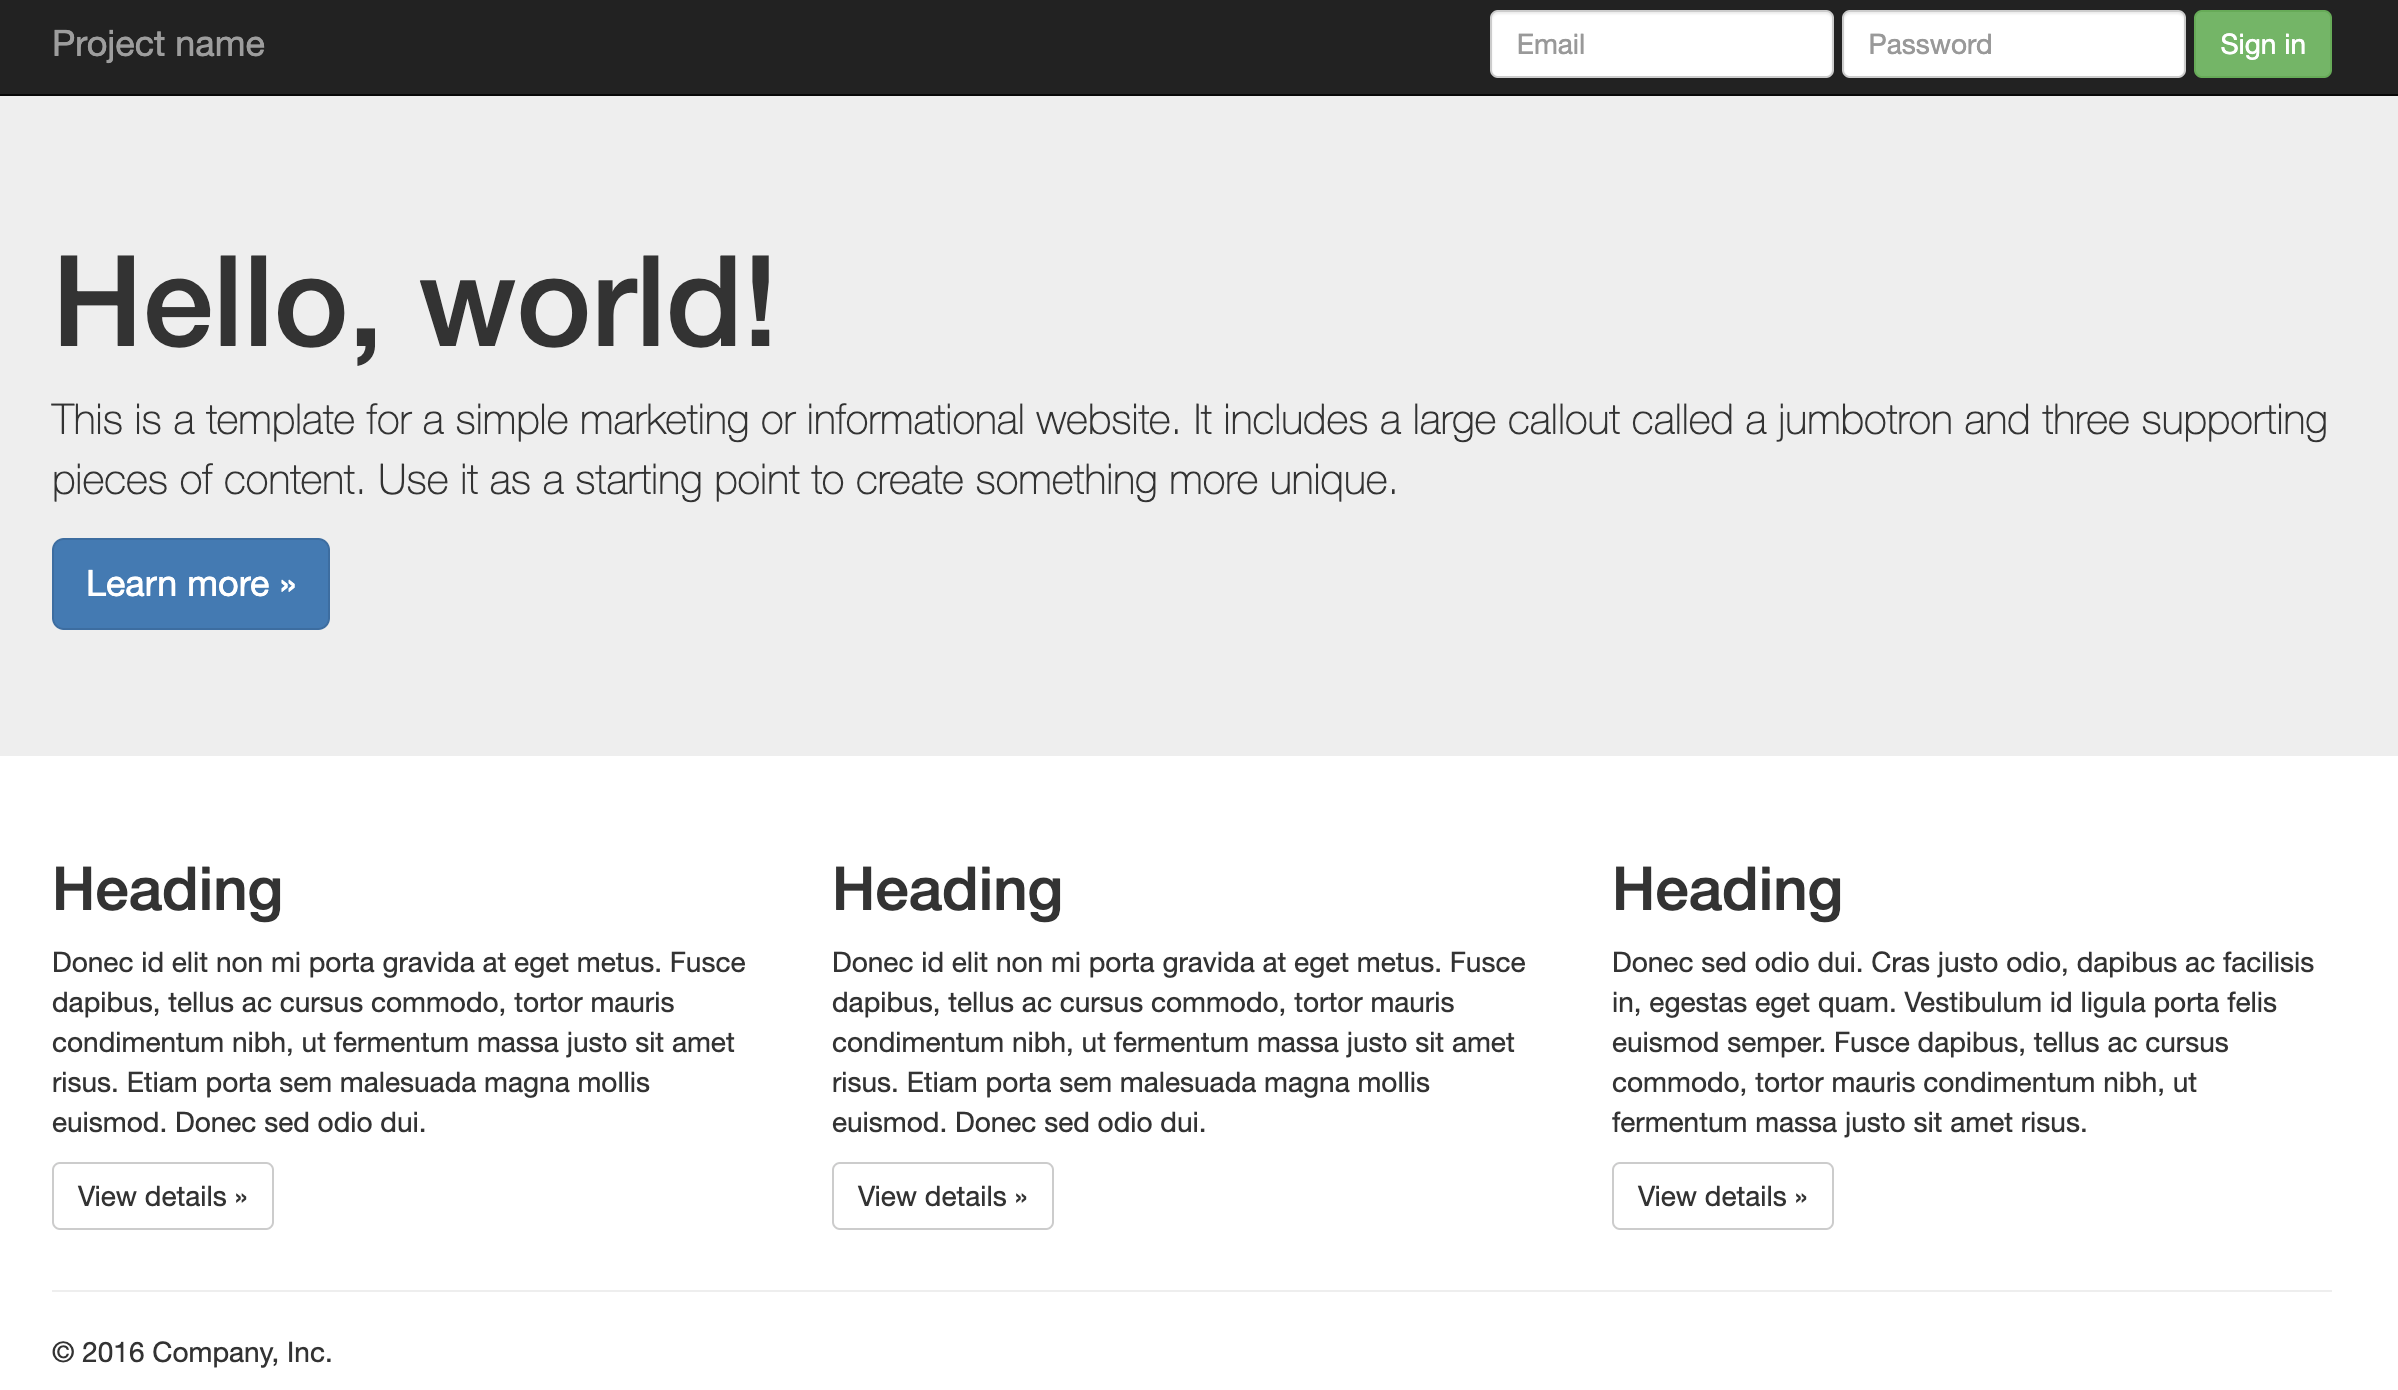 Project name
Email
Password
Sign in
Hello, world!
This is a template for a simple marketing or informational website. It includes a large callout called a jumbotron and three supporting
pieces of content. Use it as a starting point to create something more unique.
Learn more »
Heading
Donec id elit non mi porta gravida at eget metus. Fusce
dapibus, tellus ac cursus commodo, tortor mauris
condimentum nibh, ut fermentum massa justo sit amet
risus. Etiam porta sem malesuada magna mollis
euismod. Donec sed odio dui.
View details »
Heading
Donec id elit non mi porta gravida at eget metus. Fusce
dapibus, tellus ac cursus commodo, tortor mauris
condimentum nibh, ut fermentum massa justo sit amet
risus. Etiam porta sem malesuada magna mollis
euismod. Donec sed odio dui.
View details »
Heading
Donec sed odio dui. Cras justo odio, dapibus ac facilisis
in, egestas eget quam. Vestibulum id ligula porta felis
euismod semper. Fusce dapibus, tellus ac cursus
commodo, tortor mauris condimentum nibh, ut
fermentum massa justo sit amet risus.
View details »
© 2016 Company, Inc.